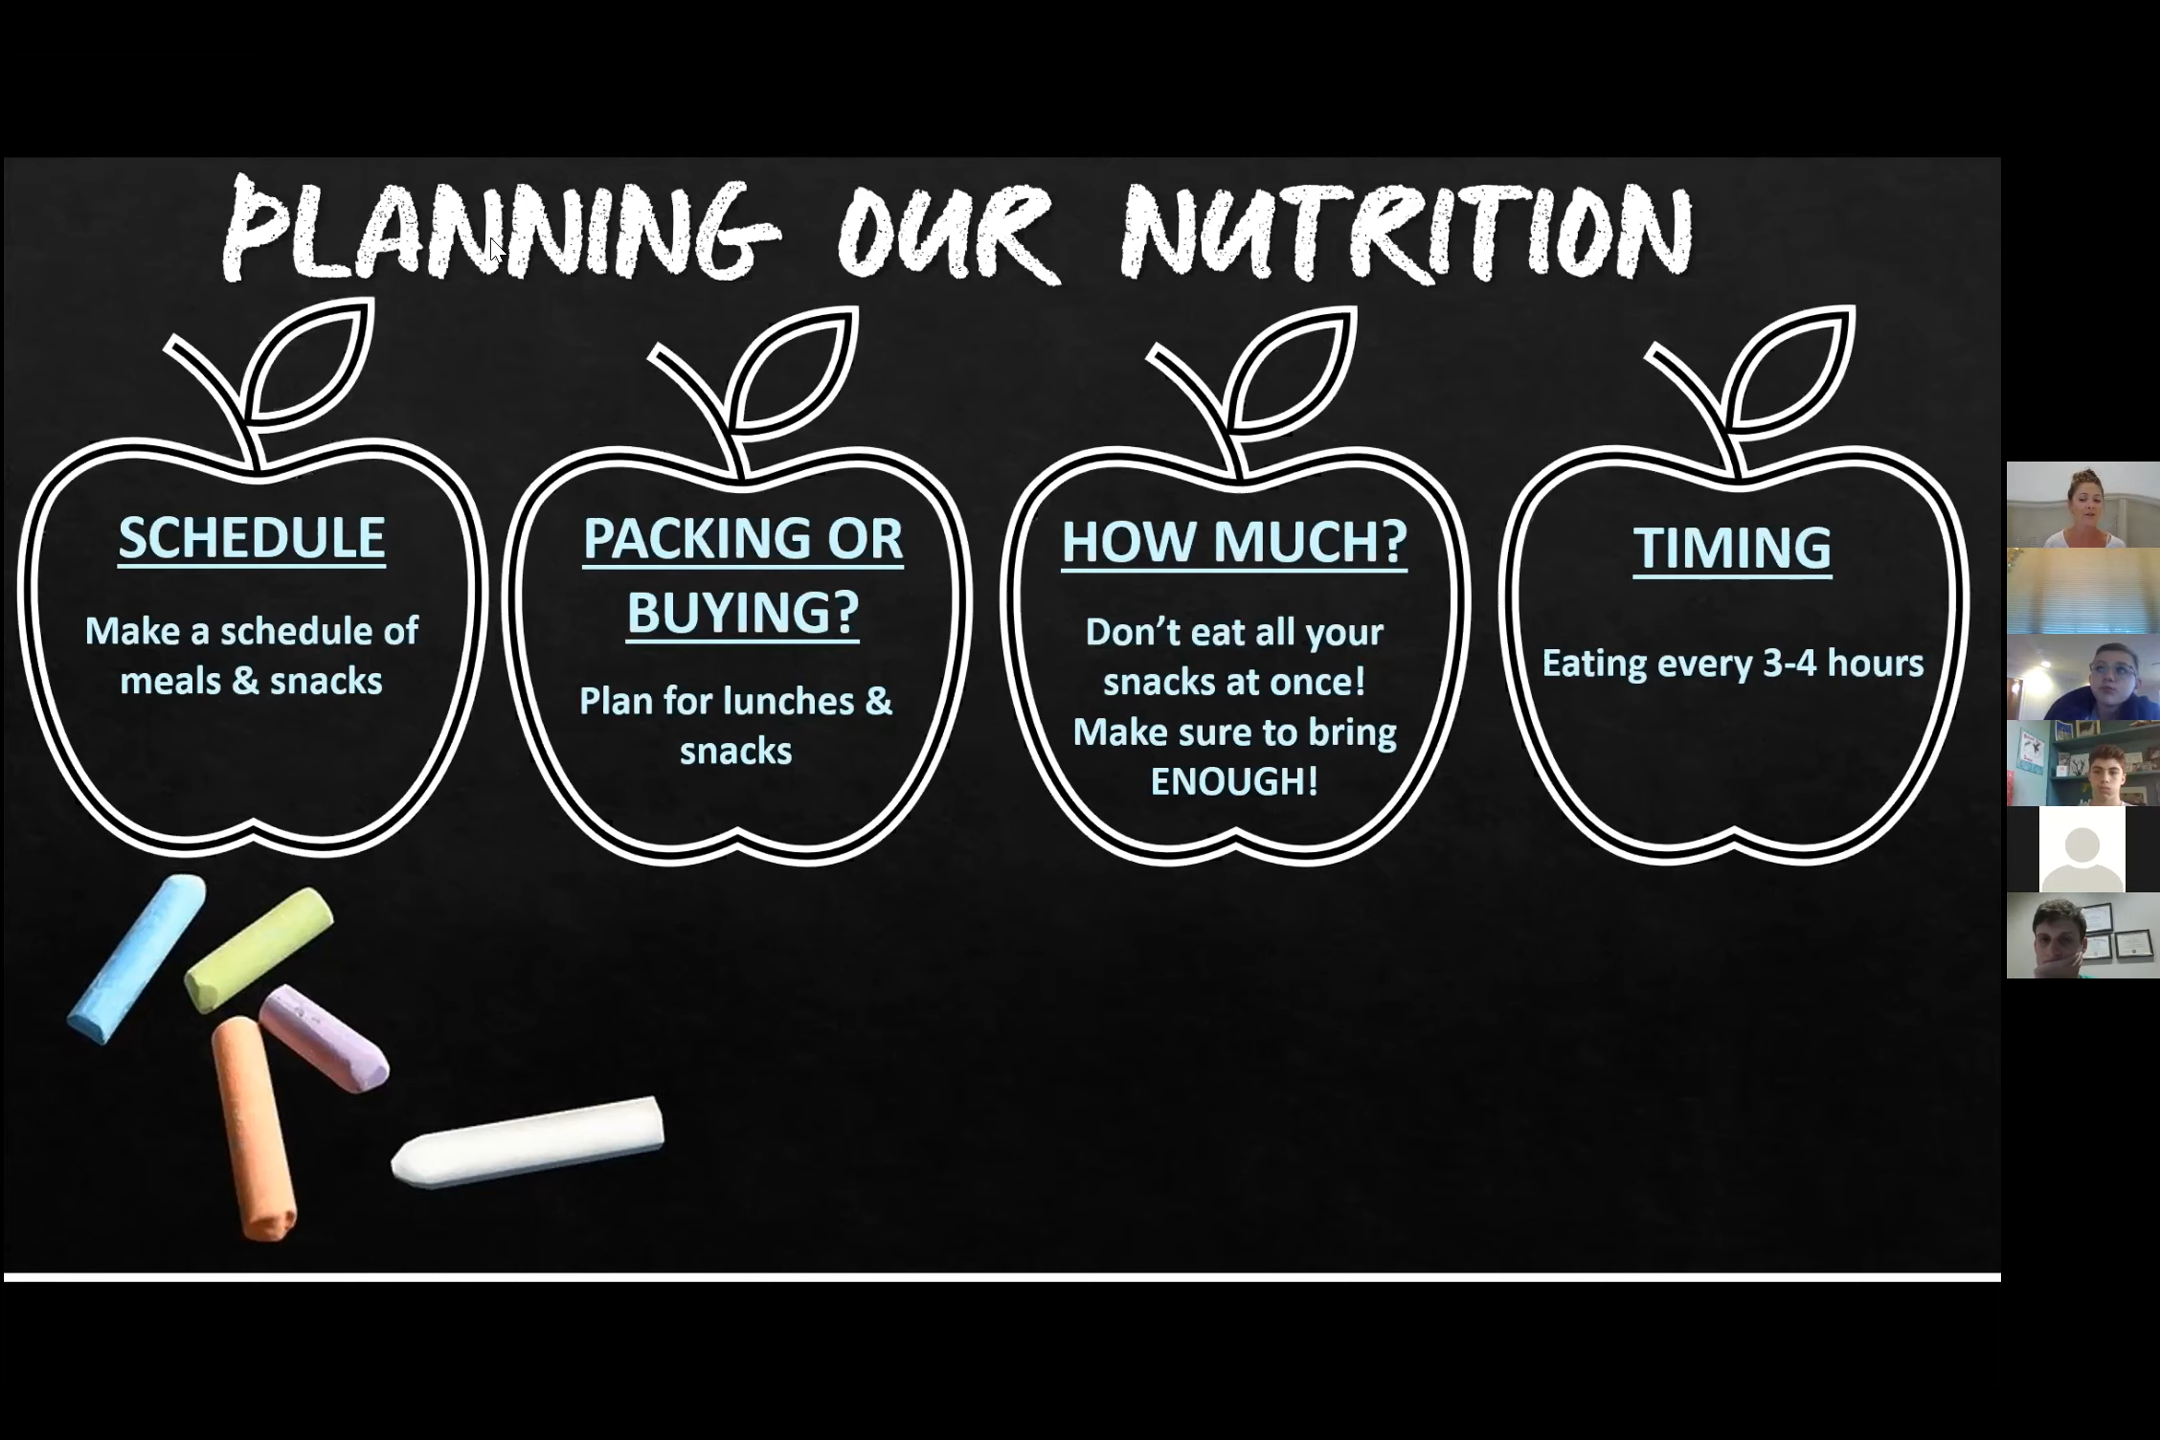 PLANNING OUR NUTRITION
SCHEDULE
Make a schedule of
meals & snacks
PACKING OR
BUYING?
Plan for lunches &
snacks
HOW MUCH?
Don’t eat all your
snacks at once!
Make sure to bring
ENOUGH!
TIMING
Eating every 3-4 hours